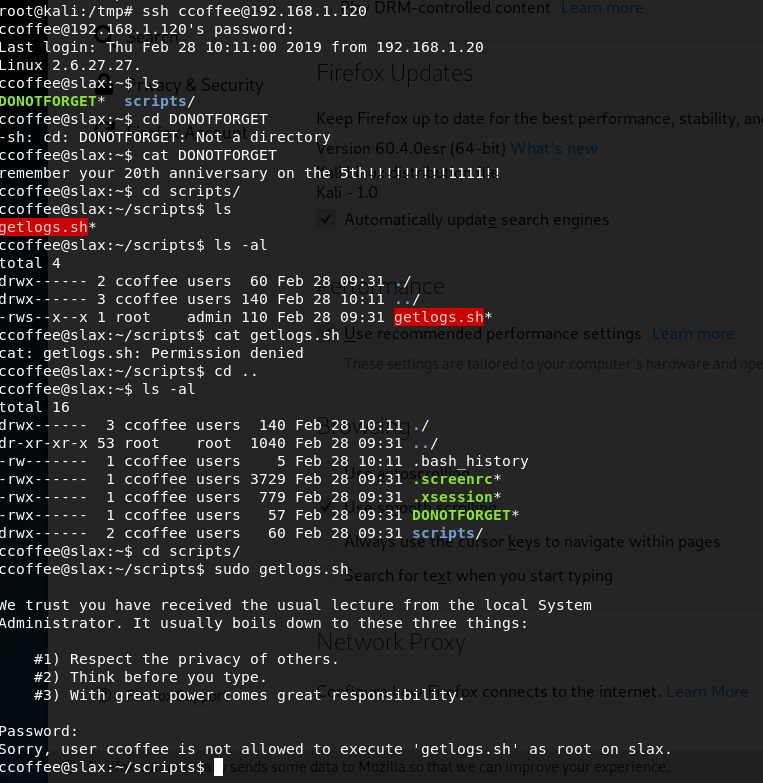 root@kali:/tmp# ssh ccoffee@192.168.1.120
Play DRM-controlled content Learn more
ccoffee@192.168.1.120's password:
Search
Last login: Thu Feb 28 10:11:00 2019 from 192.168.1.20
Linux 2.6.27.27.
Firefox Updates
ccoffee@slax:~$ ls
Privacy & Security
DONOTFORGET*  scripts/
ccoffee@slax:~$ cd DONOTFORGET
Keep Firefox up to date for the best performance, stability, an
Firefox Account
-sh: cd: DONOTFORGET: Not a directory
Version 60.4.0esr (64-bit) What's new
ccoffee@slax:~$ cat DONOTFORGET
remember your 20th anniversary on the 5th!!!!!!!!11111!!
ccoffee@slax:~$ cd scripts/
Kali - 1.0
ccoffee@slax:~/scripts$ ls
Automatically update search engines
getlogs.sh*
ccoffee@slax:~/scripts$ ls -al
total 4
drwx------ 2 ccoffee users  60 Feb 28 09:31 ./
Performance
drwx------ 3 ccoffee users 140 Feb 28 10:11 ../
-rws--x--x 1 root    admin 110 Feb 28 09:31 getlogs.sh*
ccoffee@slax:~/scripts$ cat getlogs.sh
Use recommended performance settings Learn more
cat: getlogs.sh: Permission denied
These settings are tailored to your computer's hardware and ope
ccoffee@slax:~/scripts$ cd ..
ccoffee@slax:~$ ls -al
total 16
drwx------  3 ccoffee users  140 Feb 28 10:11 ./
Browsing
dr-xr-xr-x 53 root    root  1040 Feb 28 09:31 ../
-rw-------  1 ccoffee users    5 Feb 28 10:11 .bash_history
Use autoscrolling
-rwx------  1 ccoffee users 3729 Feb 28 09:31 .screenrc*
-rwx------  1 ccoffee users  779 Feb 28 09:31 .xsession*
Use smooth scrolling
-rwx------  1 ccoffee users   57 Feb 28 09:31 DONOTFORGET*
drwx------  2 ccoffee users   60 Feb 28 09:31 scripts/
Always use the cursor keys to navigate within pages
ccoffee@slax:~$ cd scripts/
ccoffee@slax:~/scripts$ sudo getlogs.sh
Search for text when you start typing
We trust you have received the usual lecture from the local System
Administrator. It usually boils down to these three things:
Network Proxy
#1) Respect the privacy of others.
#2) Think before you type.
#3) With great power comes great responsibility.
Configure how Firefox connects to the internet. Learn More
Password:
Sorry, user ccoffee is not allowed to execute 'getlogs.sh' as root on slax.
ccoffee@slax:~/scripts$
sends some data to Mozilla so that we can improve your experience.